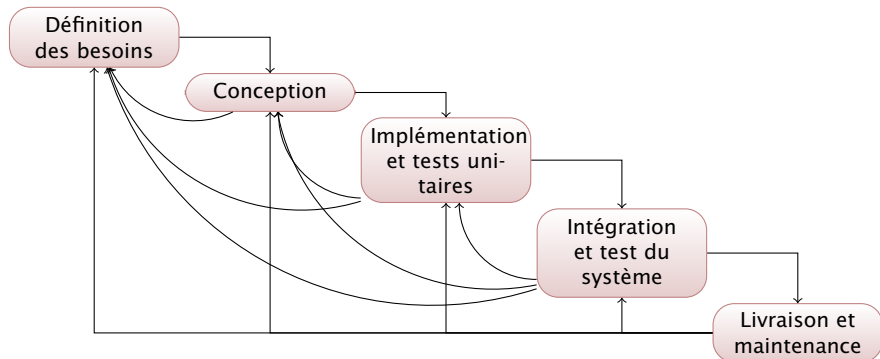 Définition
des besoins
Conception
Implémentation
et tests uni-
taires
Intégration
et test du
système
Livraison et
maintenance